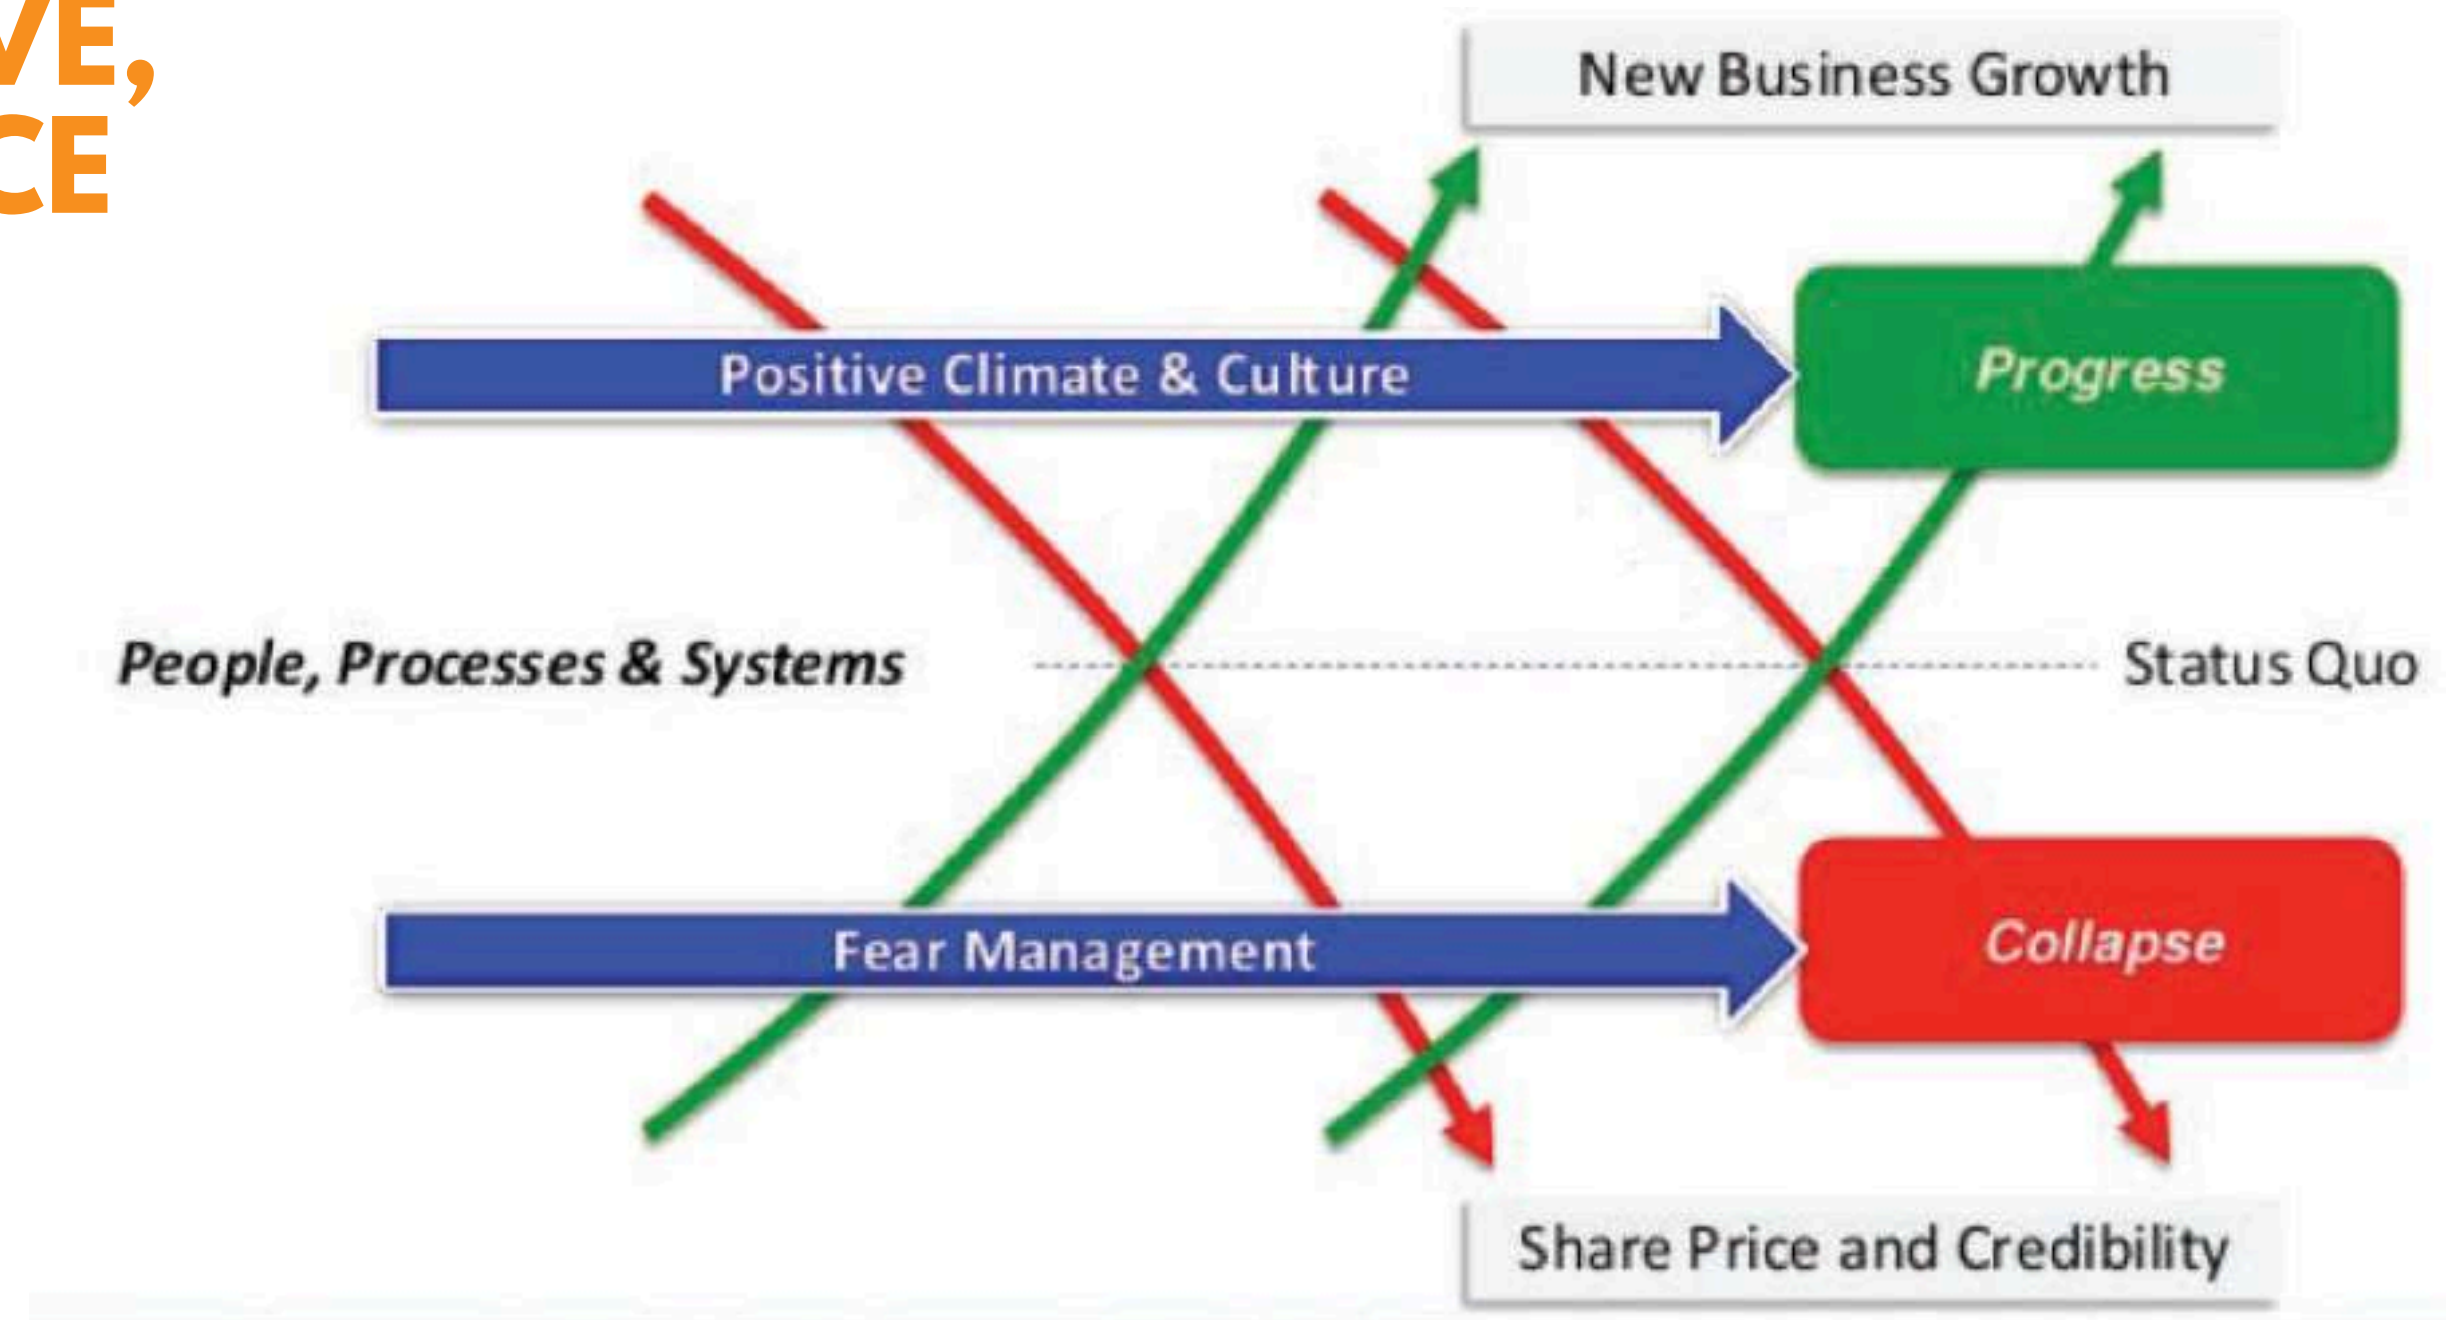 VE,
CE
New Business Growth
Positive Climate & Culture
Progress
People, Processes & Systems
Status Quo
Fear Management
Collapse
Share Price and Credibility